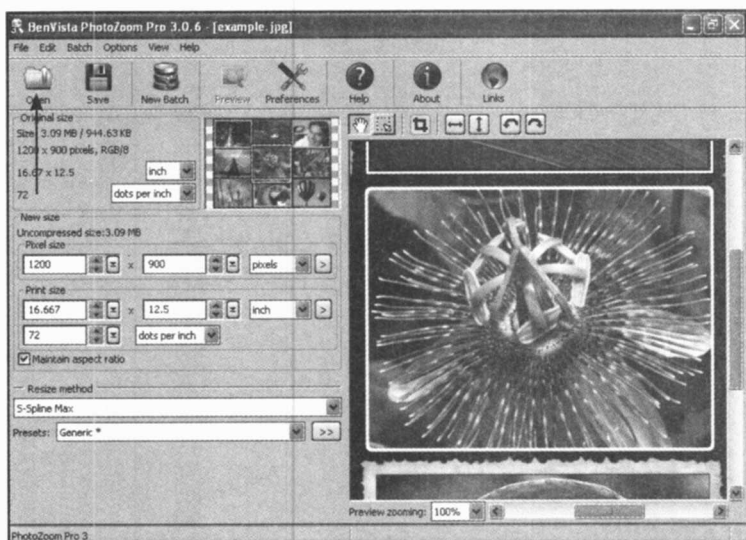 BenVista PhotoZoom Pro 3.0.6 - [example.jpg]
File Edit Batch Options View Help
Open Save New Batch Preview Preferences Help About Links
Original size
Size: 3.09 MB / 944.63 KB
1200 x 900 pixels, RGB/8
16.67 x 12.5 inch
72 dots per inch
New size
Uncompressed size:3.09 MB
Pixel size
1200 x 900 pixels >
Print size
16.667 x 12.5 inch >
72 dots per inch
Maintain aspect ratio
Resize method
S-Spline Max
Presets: Generic * >>
Preview zooming: 100%
PhotoZoom Pro 3